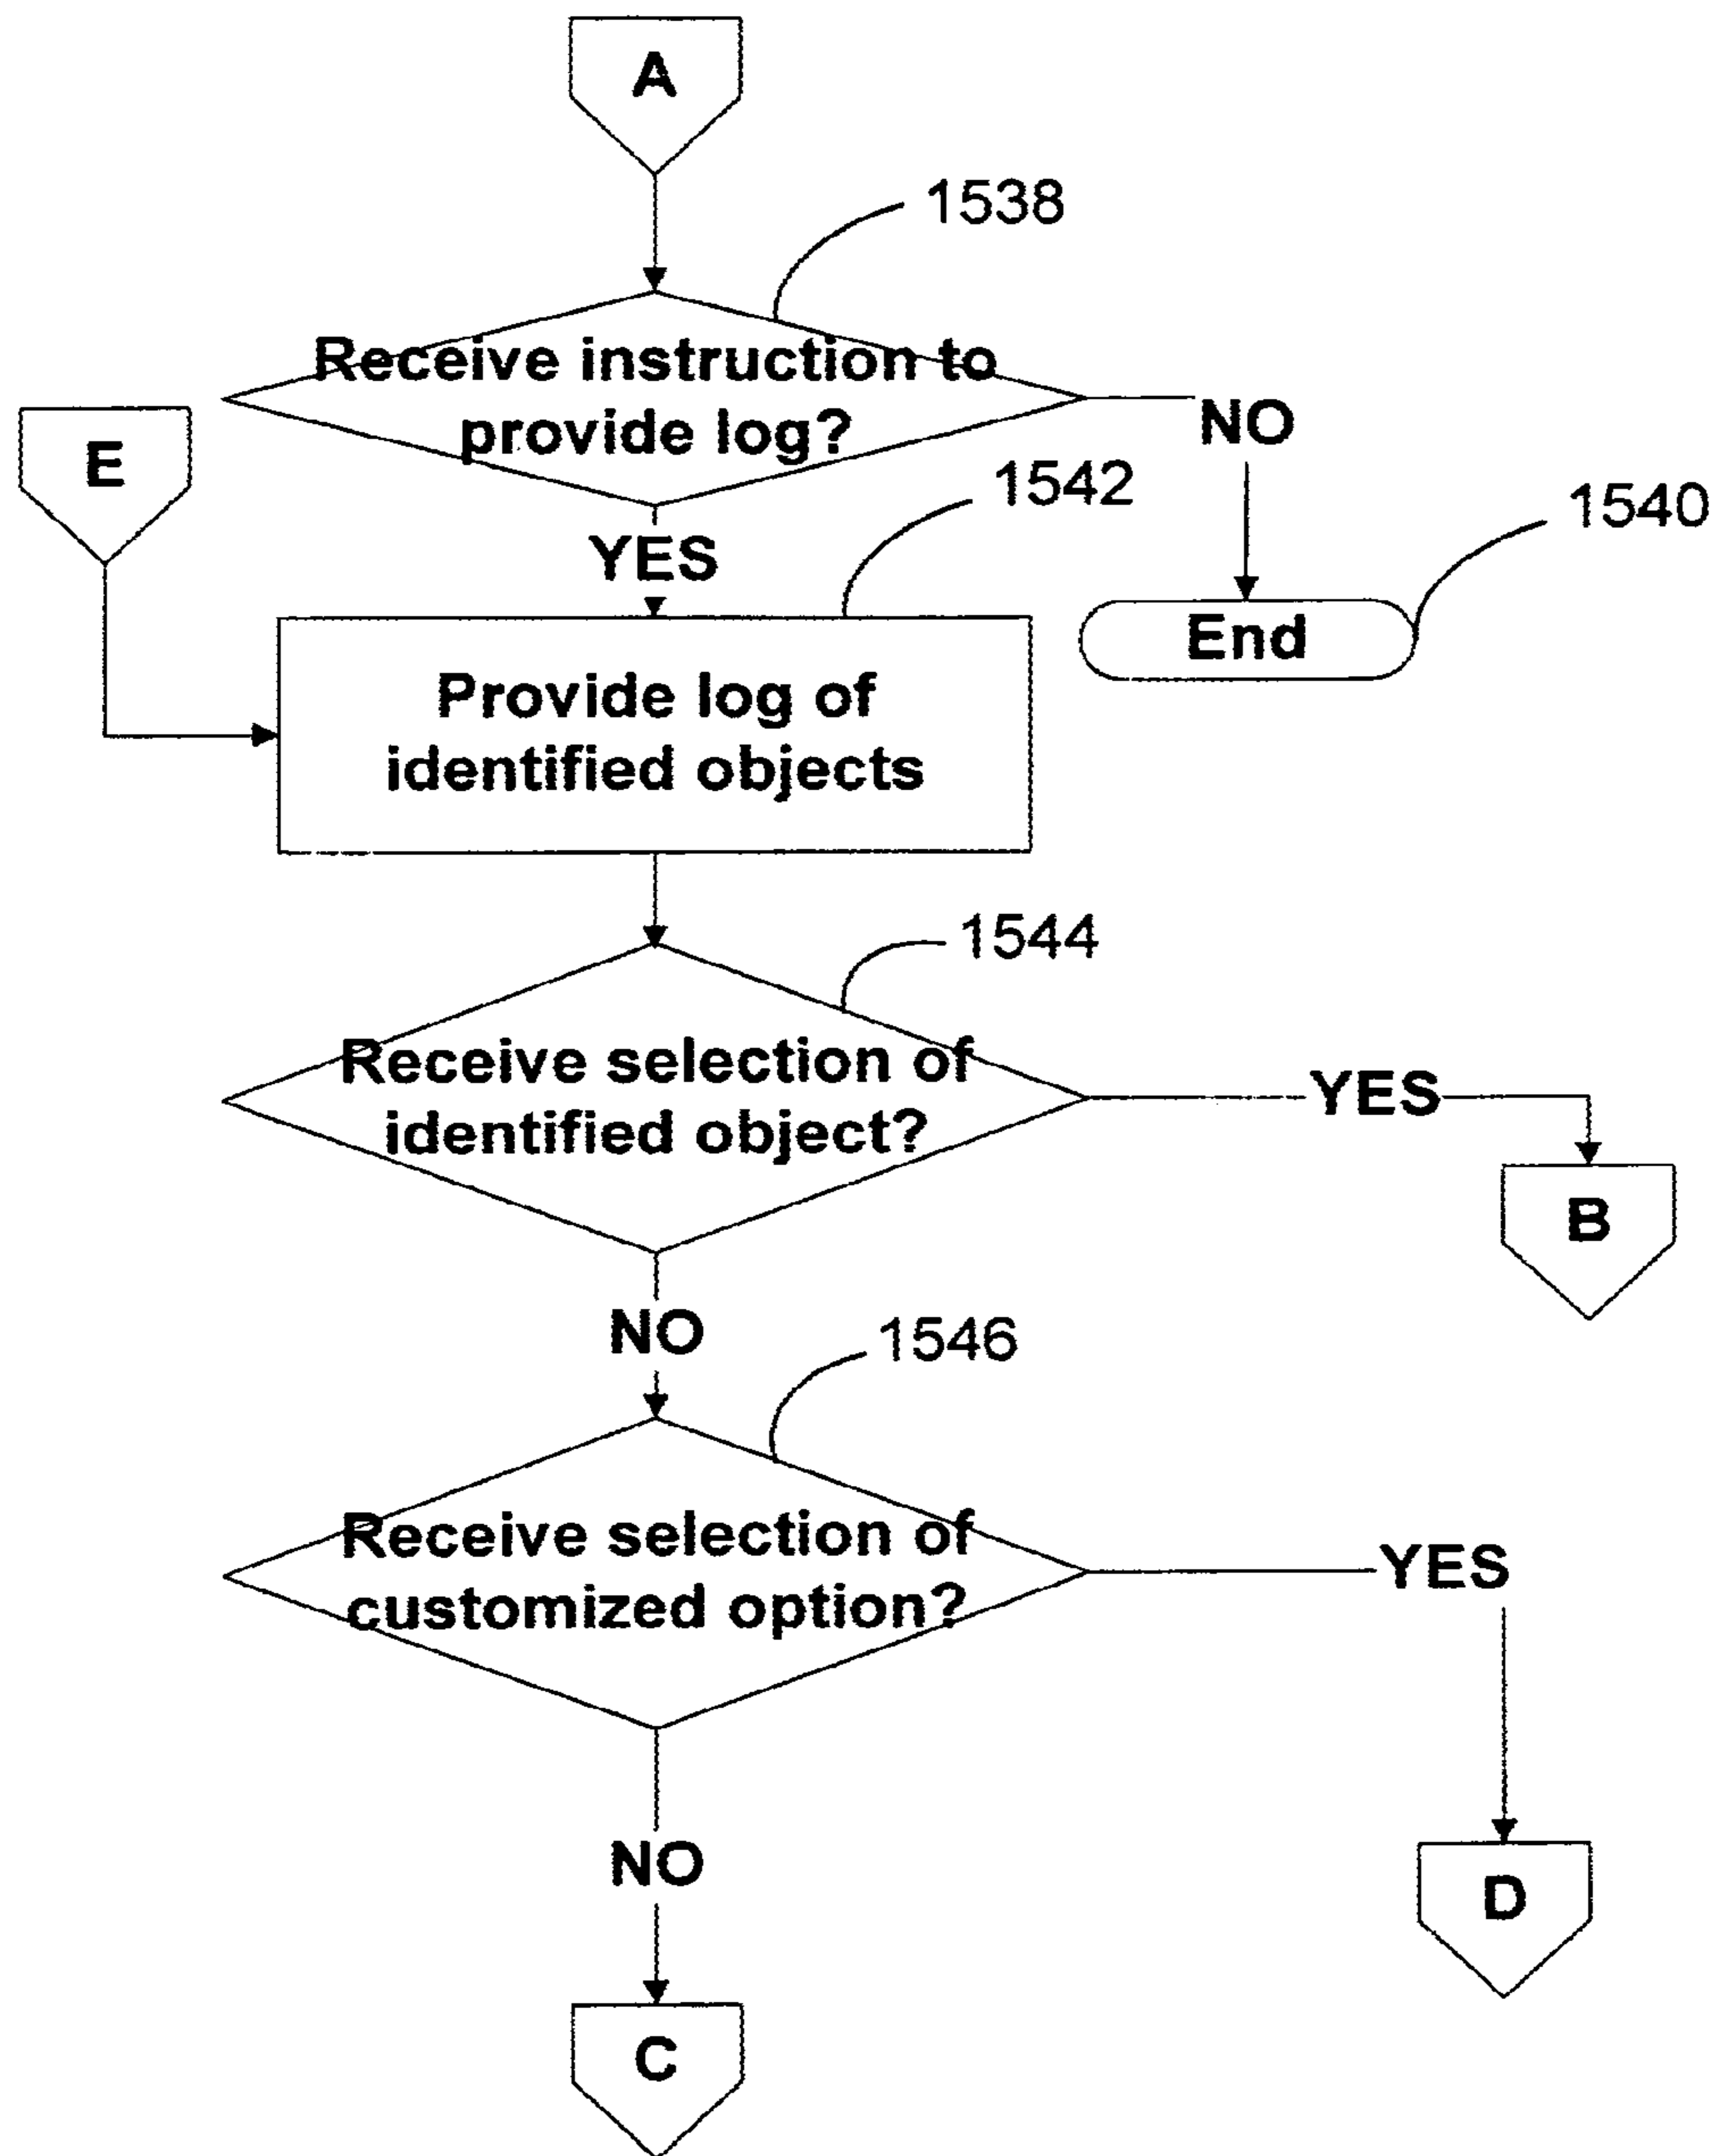 A
1538
Receive instruction to
provide log?
NO
E
1542
1540
YES
End
Provide log of
identified objects
1544
Receive selection of
identified object?
YES
B
NO
1546
Receive selection of
customized option?
YES
NO
D
C